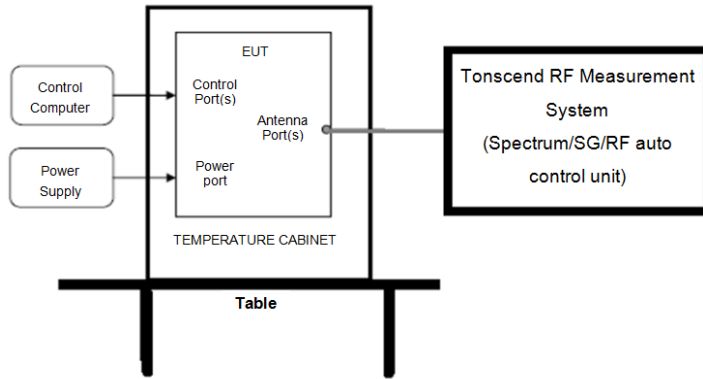 EUT
Control
Computer
Control
Port(s)
Antenna
Port(s)
Power
Supply
Power
port
TEMPERATURE CABINET
Table
Tonscend RF Measurement
System
(Spectrum/SG/RF auto
control unit)